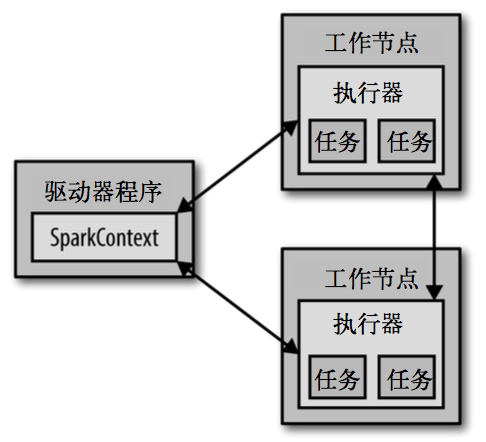 工作节点
执行器
任务 任务
驱动器程序
SparkContext
工作节点
执行器
任务 任务